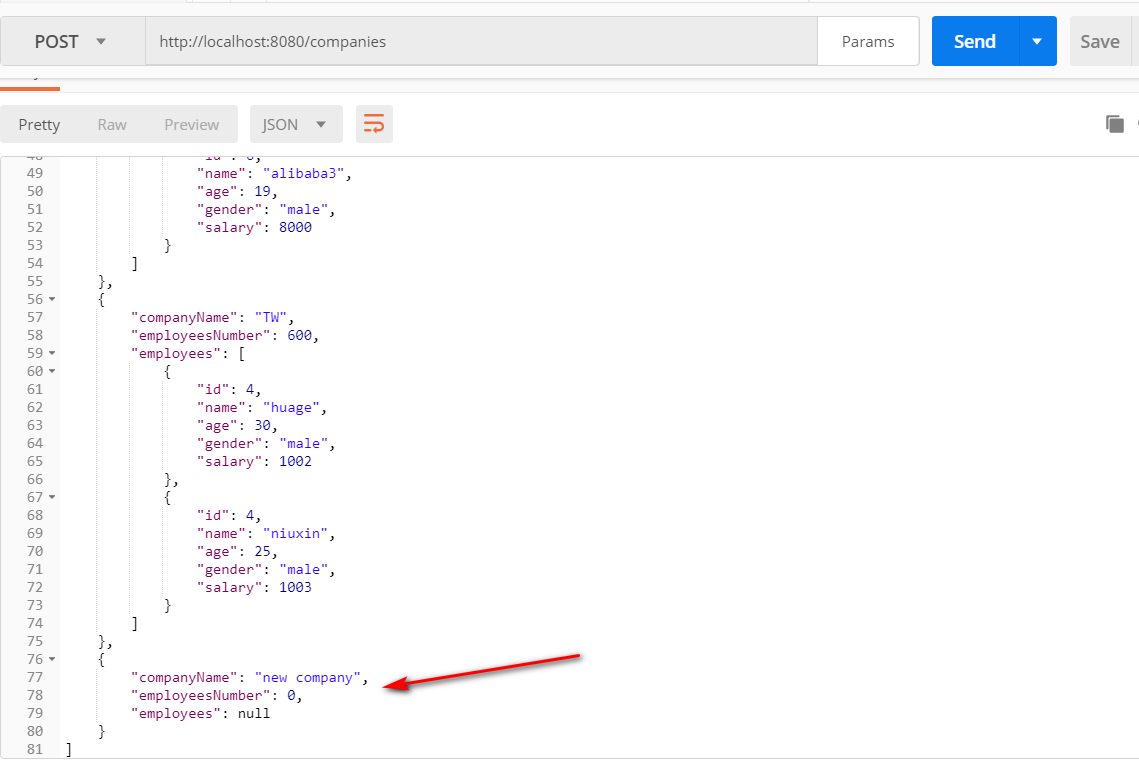 POST http://localhost:8080/companies Params Send Save
Pretty Raw Preview JSON
49 "name": "alibaba3",
50 "age": 19,
51 "gender": "male",
52 "salary": 8000
53 }
54 ]
55 },
56 {
57 "companyName": "TW",
58 "employeesNumber": 600,
59 "employees": [
60 {
61 "id": 4,
62 "name": "huage",
63 "age": 30,
64 "gender": "male",
65 "salary": 1002
66 },
67 {
68 "id": 4,
69 "name": "niuxin",
70 "age": 25,
71 "gender": "male",
72 "salary": 1003
73 }
74 ]
75 },
76 {
77 "companyName": "new company",
78 "employeesNumber": 0,
79 "employees": null
80 }
81 ]